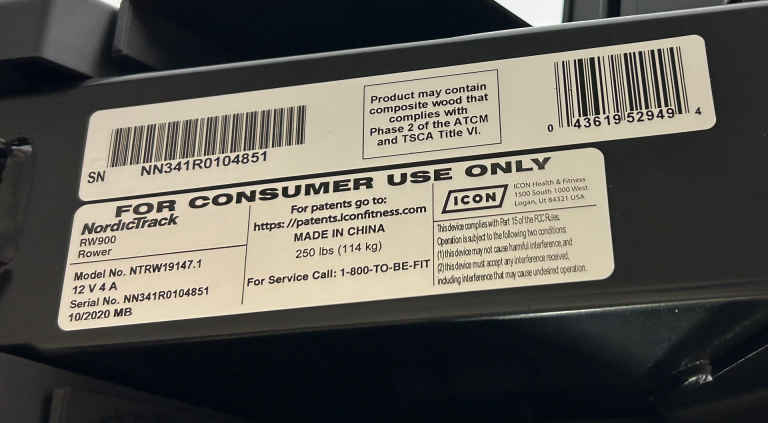 SN NN341R0104851
Product may contain
composite wood that
complies with
Phase 2 of the ATCM
and TSCA Title VI.
0 43619 52949 4
FOR CONSUMER USE ONLY
NordicTrack
RW900
Rower
Model No. NTRW19147.1
12 V 4 A
Serial No. NN341R0104851
10/2020 MB
For patents go to:
https://patents.iconfitness.com
MADE IN CHINA
250 lbs (114 kg)
For Service Call: 1-800-TO-BE-FIT
ICON
ICON Health & Fitness
1500 South 1000 West
Logan, Ut 84321 USA
This device complies with Part 15 of the FCC Rules.
Operation is subject to the following two conditions:
(1) this device may not cause harmful interference, and
(2) this device must accept any interference received,
including interference that may cause undesired operation.